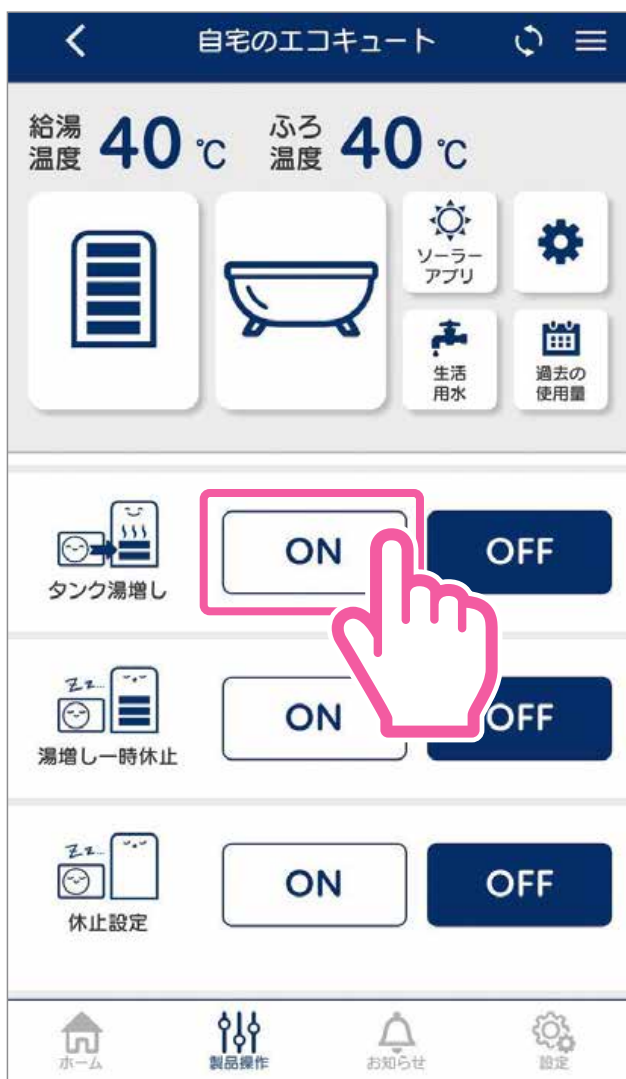 自宅のエコキュート
給湯
温度 40 ℃
ふろ
温度 40 ℃
ソーラー
アプリ
生活
用水
過去の
使用量
タンク湯増し
ON
OFF
Zz...
湯増し一時休止
ON
OFF
Zz...
休止設定
ON
OFF
ホーム
製品操作
お知らせ
設定